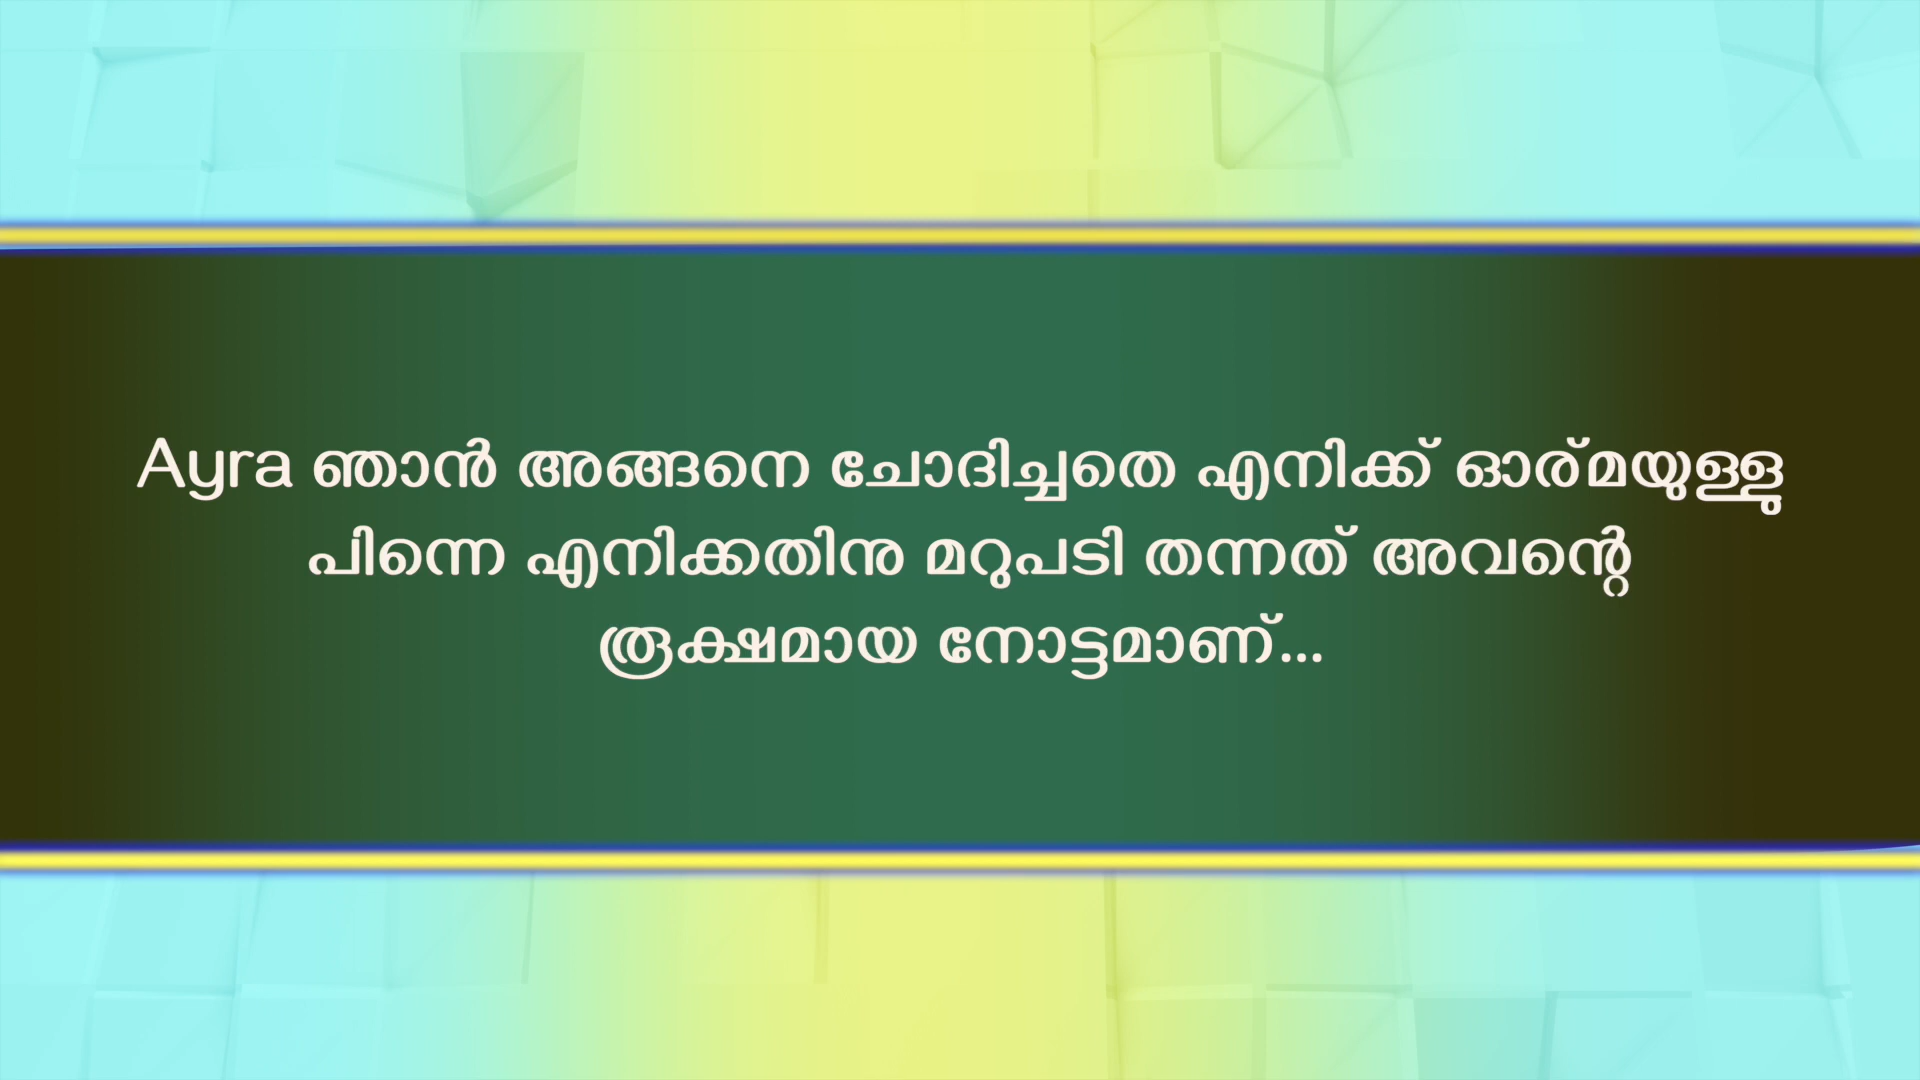 Ayra ഞാൻ അങ്ങനെ ചോദിച്ചതെ എനിക്ക് ഓര്മയുള്ളു
പിന്നെ എനിക്കതിനു മറുപടി തന്നത് അവന്റെ
രൂക്ഷമായ നോട്ടമാണ്...